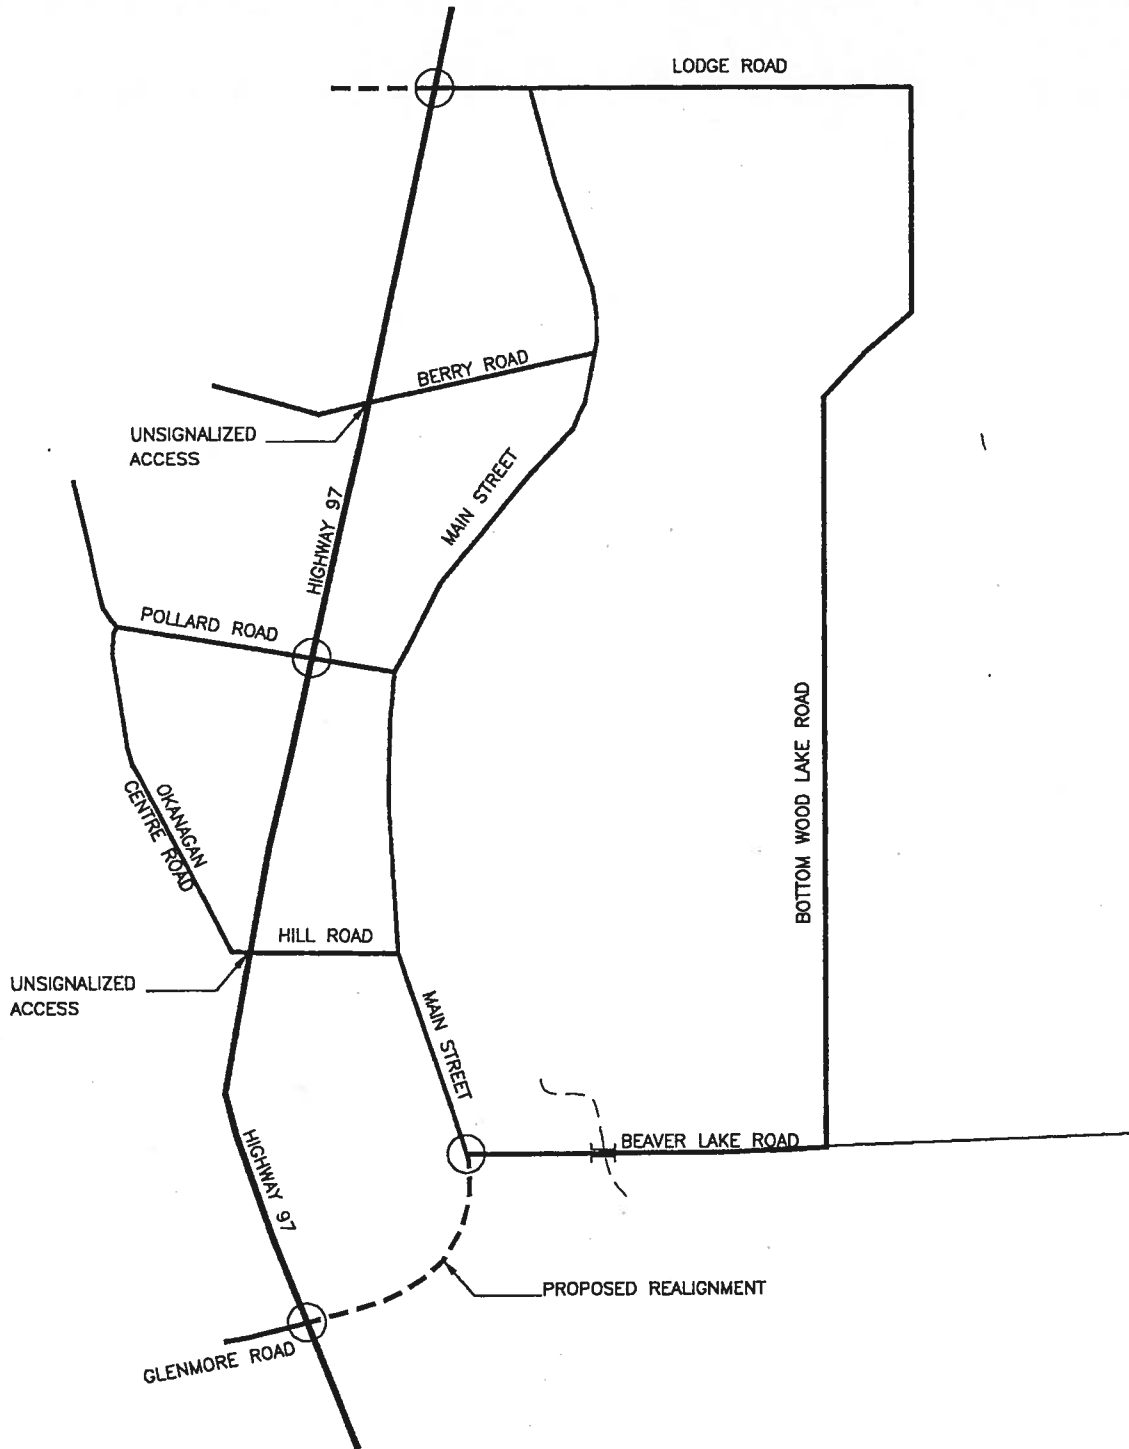 LODGE ROAD
BERRY ROAD
UNSIGNALIZED
ACCESS
MAIN STREET
HIGHWAY 97
POLLARD ROAD
BOTTOM WOOD LAKE ROAD
OKANAGAN
CENTRE ROAD
HILL ROAD
UNSIGNALIZED
ACCESS
MAIN STREET
BEAVER LAKE ROAD
HIGHWAY 97
PROPOSED REALIGNMENT
GLENMORE ROAD